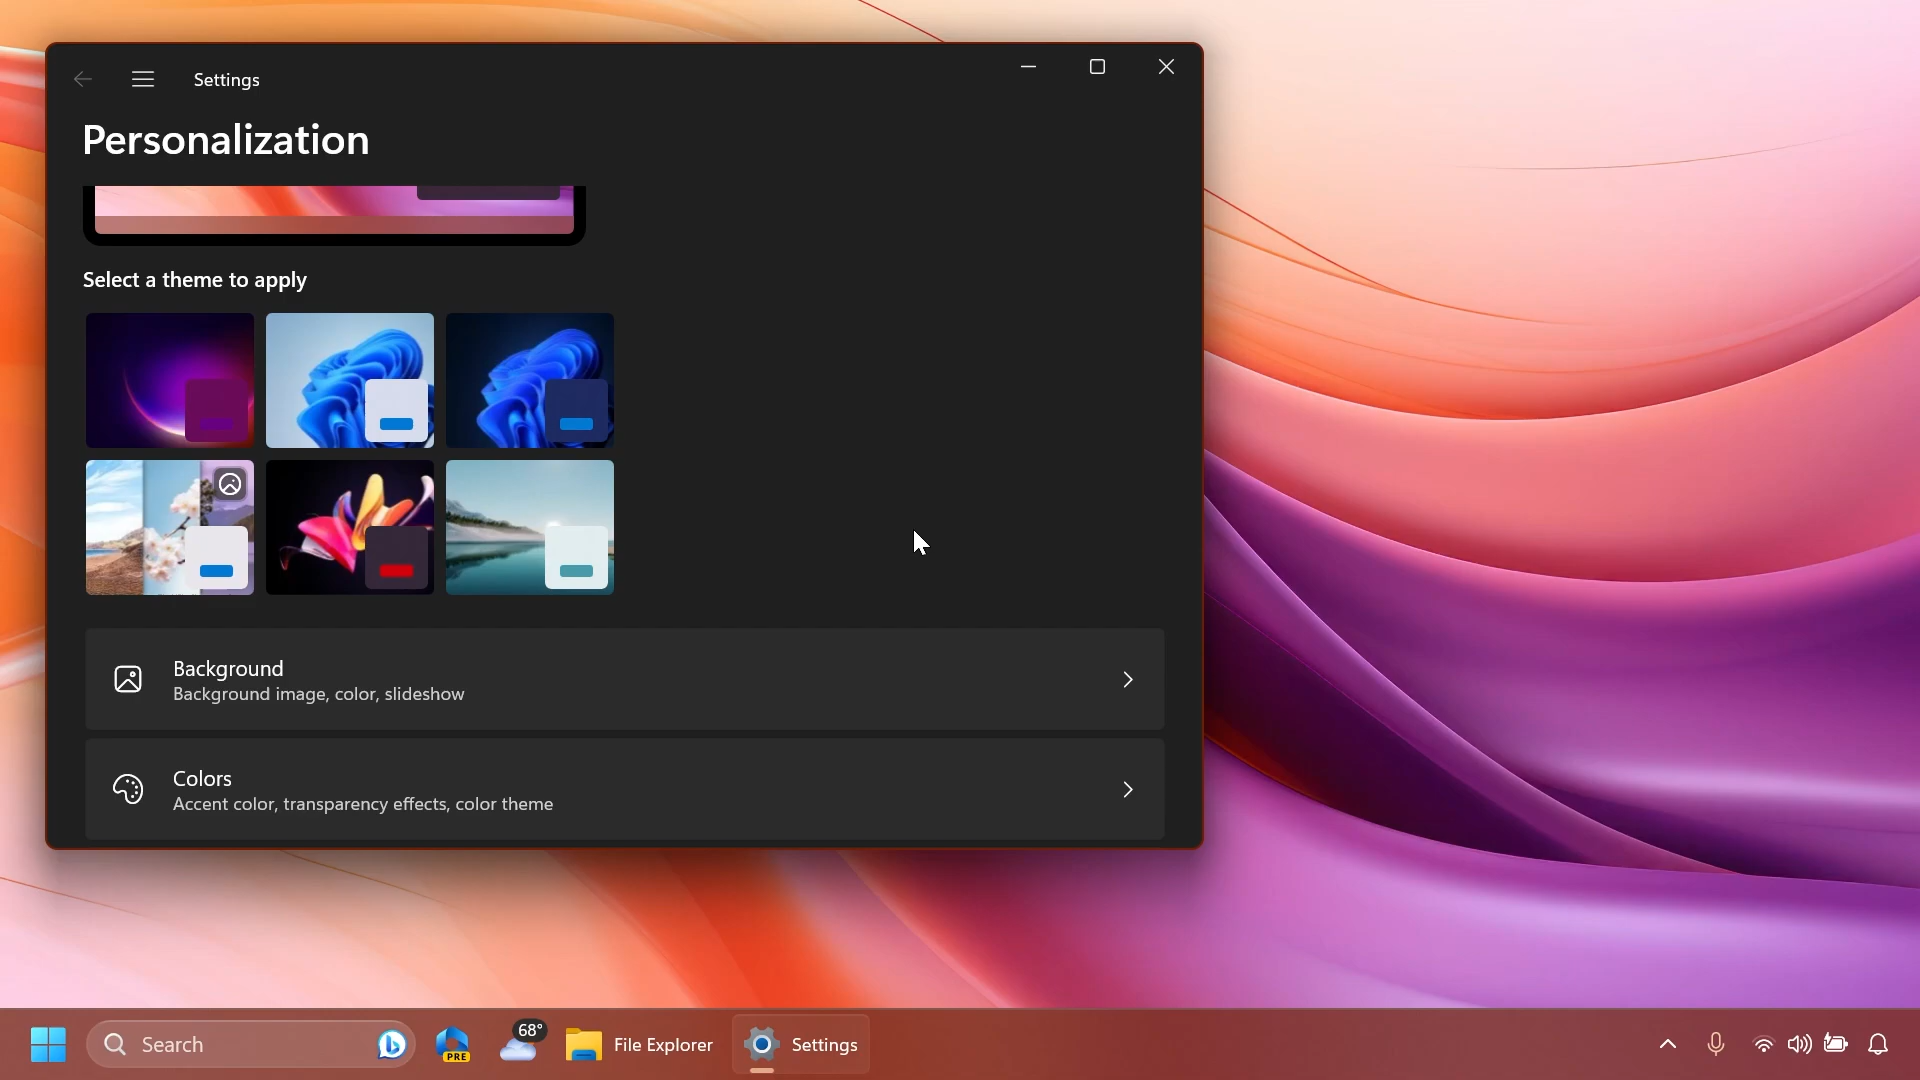 Settings
Personalization
Select a theme to apply
Background
Background image, color, slideshow
Colors
Accent color, transparency effects, color theme
Search
PRE
68°
File Explorer
Settings